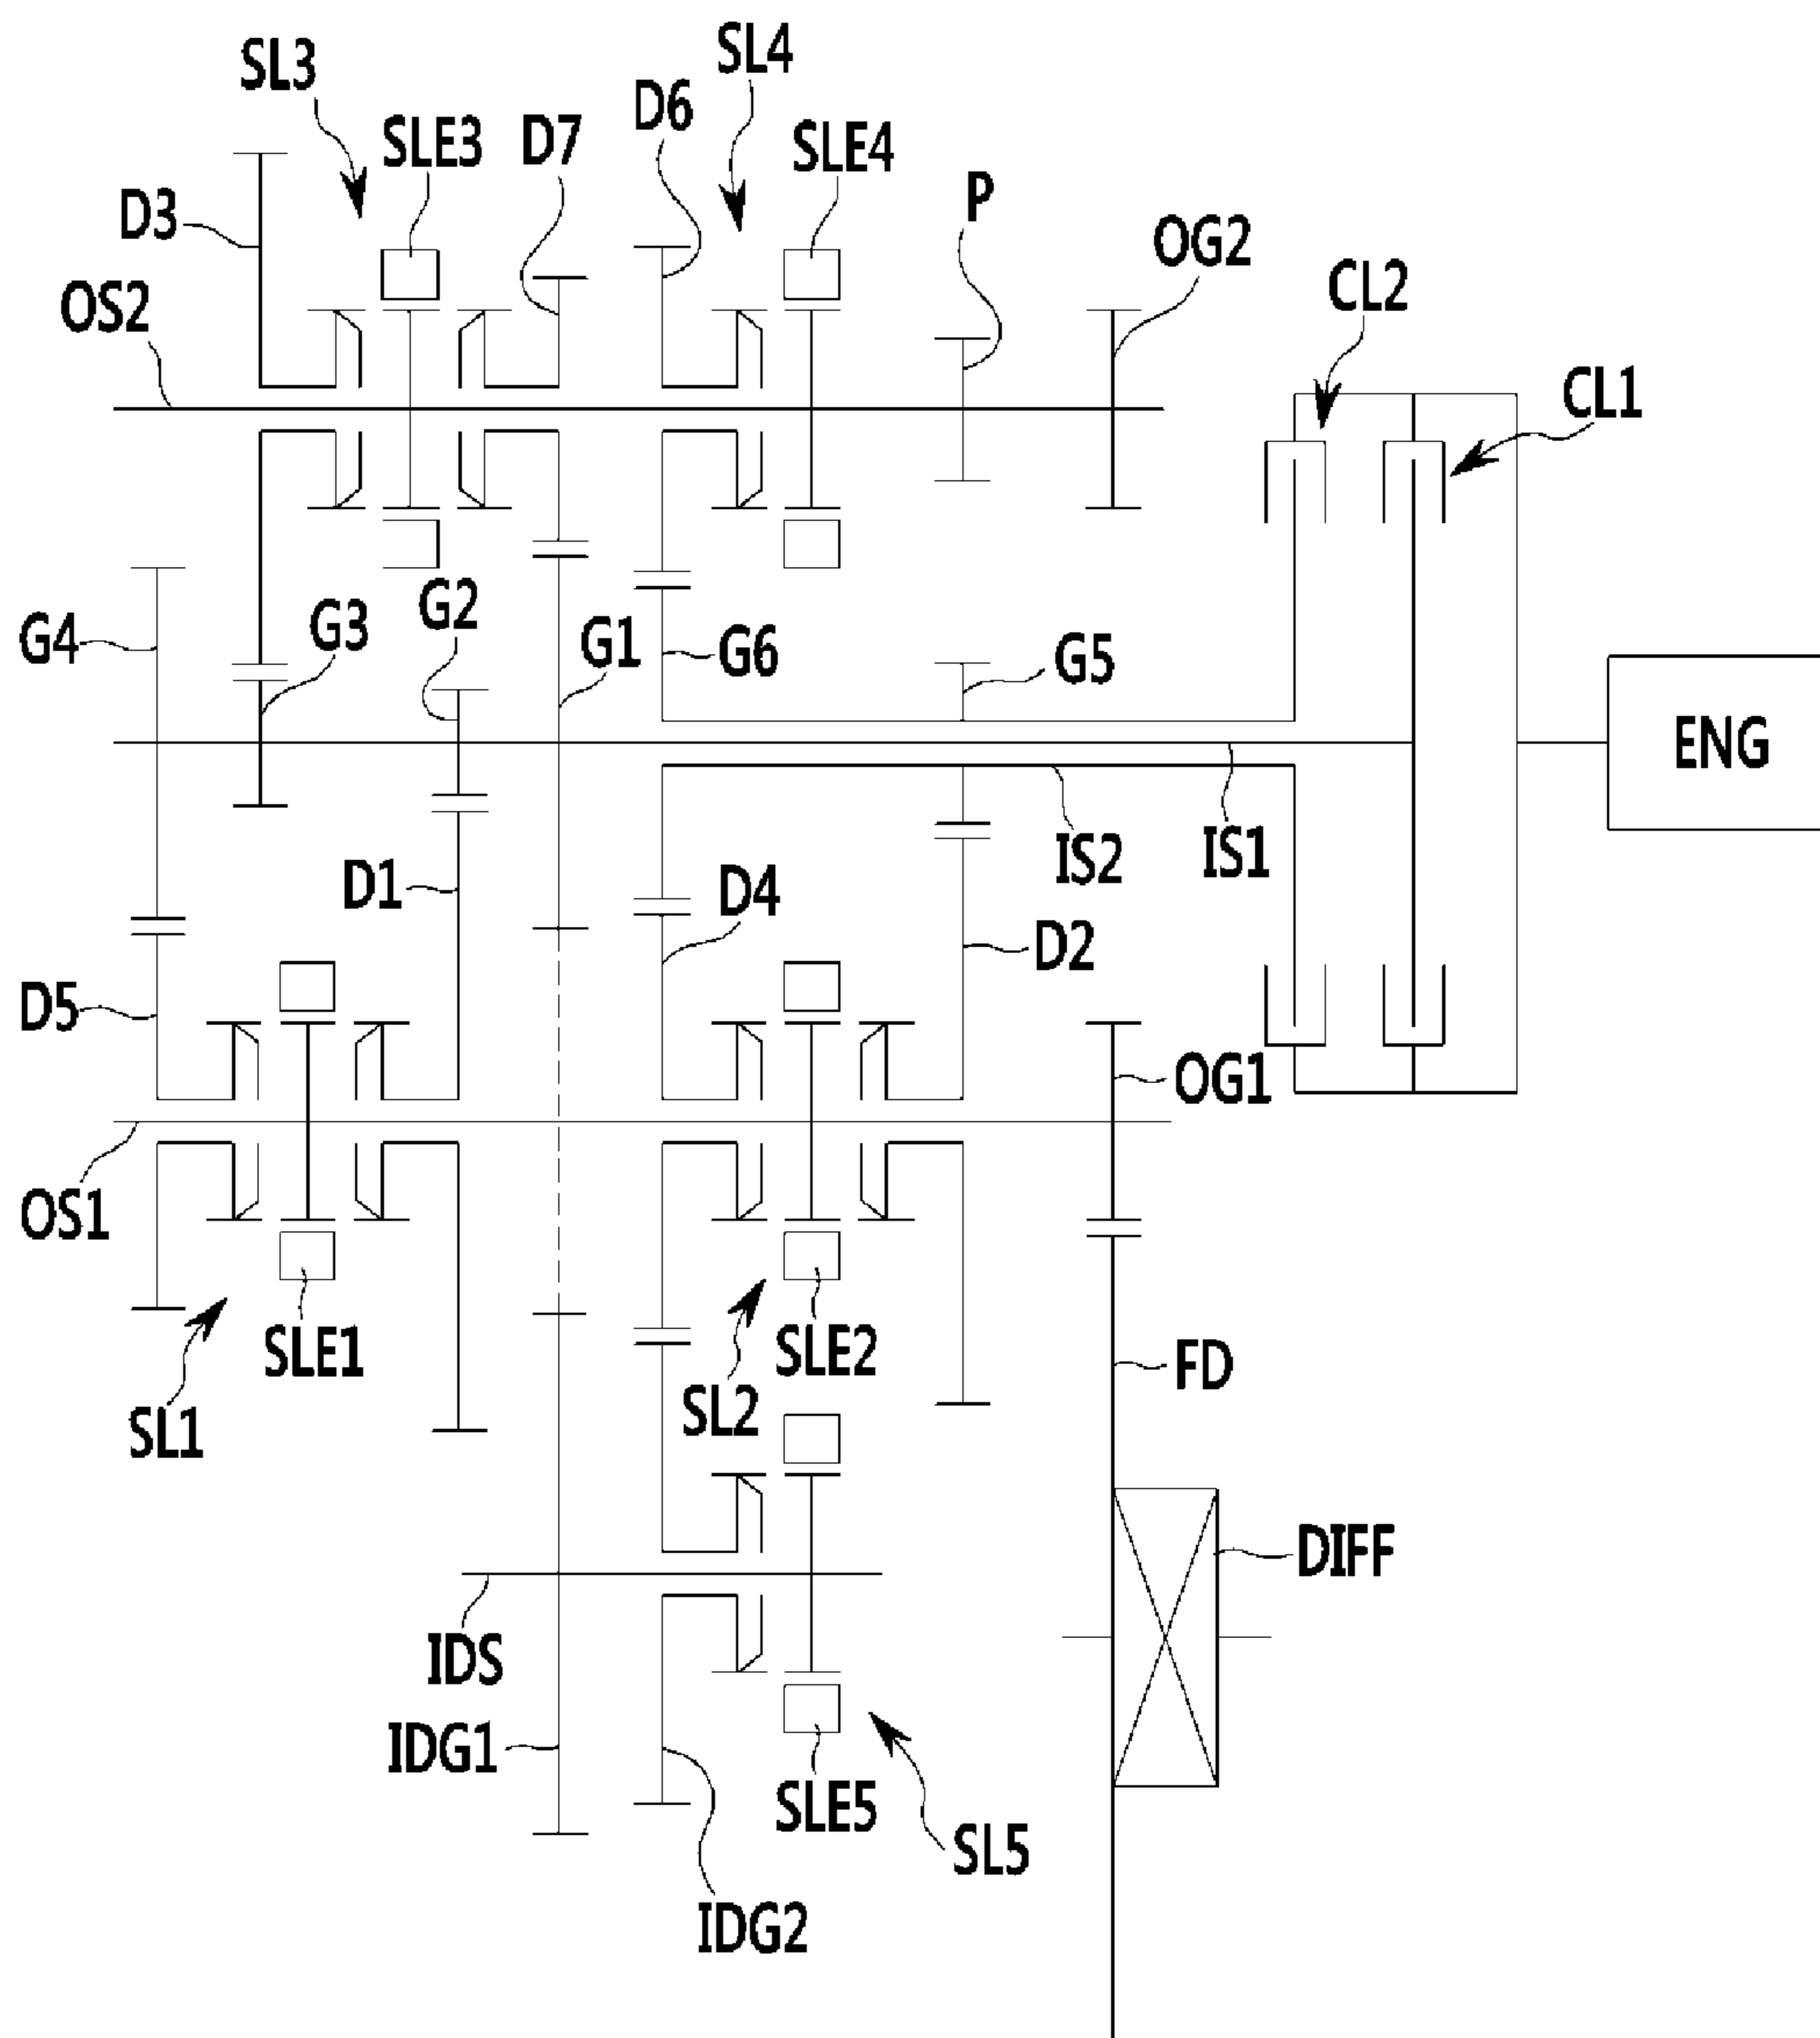 SL4
SL3
D6
SLE3
D7
SLE4
P
D3
OG2
CL2
OS2
CL1
G2
G3
G4
G1
G6
G5
ENG
IS2
IS1
D1
D4
D2
D5
OG1
OS1
SLE1
SLE2
FD
SL2
SL1
DIFF
IDS
IDG1
SLE5
SL5
IDG2